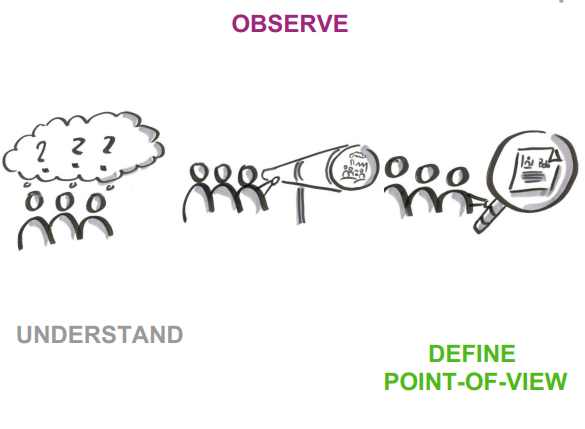 OBSERVE
? ? ?
UNDERSTAND
DEFINE
POINT-OF-VIEW